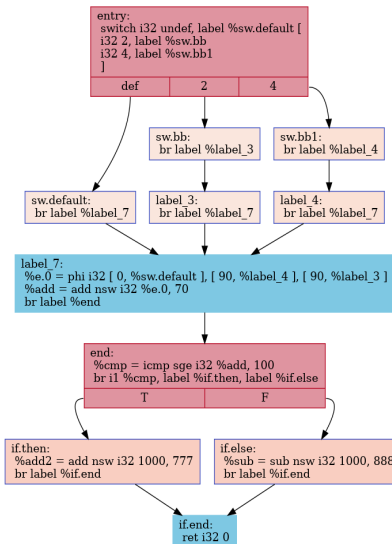 entry:
switch i32 undef, label %sw.default [
i32 2, label %sw.bb
i32 4, label %sw.bb1
]
def 2 4
sw.bb:
br label %label_3
sw.bb1:
br label %label_4
sw.default:
br label %label_7
label_3:
br label %label_7
label_4:
br label %label_7
label_7:
%e.0 = phi i32 [ 0, %sw.default ], [ 90, %label_4 ], [ 90, %label_3 ]
%add = add nsw i32 %e.0, 70
br label %end
end:
%cmp = icmp sge i32 %add, 100
br i1 %cmp, label %if.then, label %if.else
T F
if.then:
%add2 = add nsw i32 1000, 777
br label %if.end
if.else:
%sub = sub nsw i32 1000, 888
br label %if.end
if.end:
ret i32 0